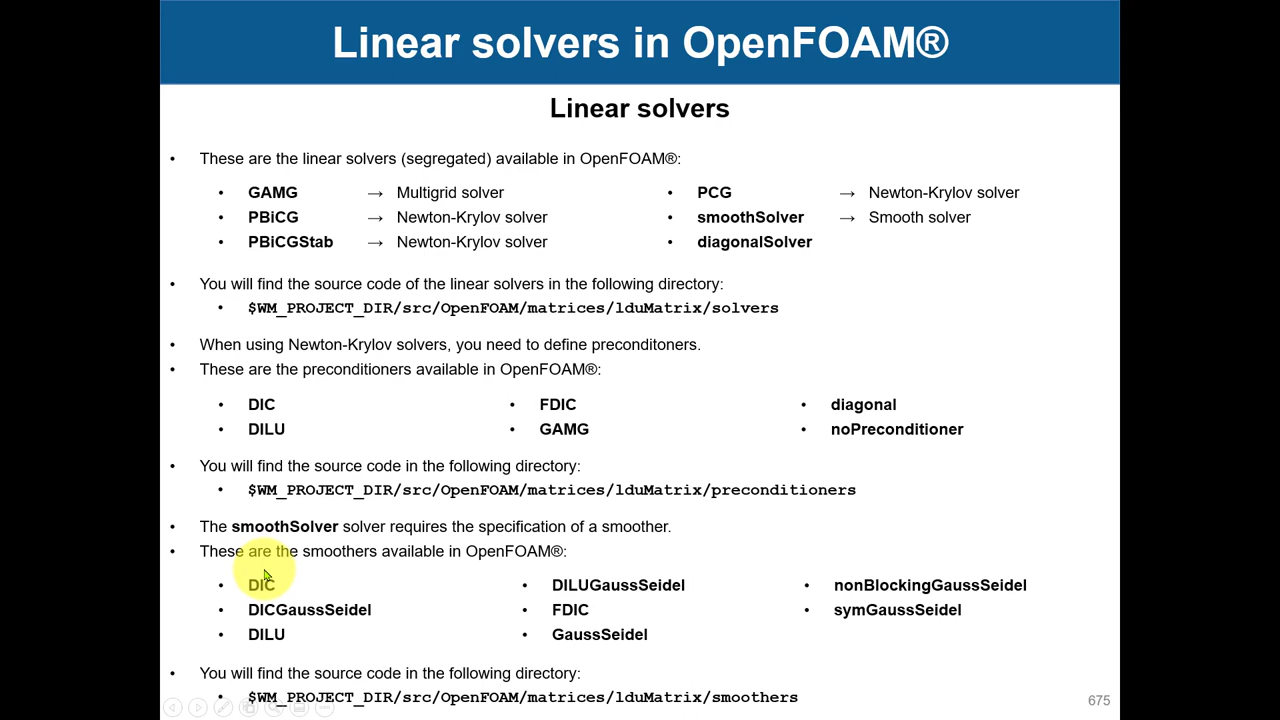 Linear solvers in OpenFOAM®
Linear solvers
• These are the linear solvers (segregated) available in OpenFOAM®:
• GAMG → Multigrid solver
• PBiCG → Newton-Krylov solver
• PBiCGStab → Newton-Krylov solver
• PCG → Newton-Krylov solver
• smoothSolver → Smooth solver
• diagonalSolver
• You will find the source code of the linear solvers in the following directory:
• $WM_PROJECT_DIR/src/OpenFOAM/matrices/lduMatrix/solvers
• When using Newton-Krylov solvers, you need to define preconditoners.
• These are the preconditioners available in OpenFOAM®:
• DIC
• DILU
• FDIC
• GAMG
• diagonal
• noPreconditioner
• You will find the source code in the following directory:
• $WM_PROJECT_DIR/src/OpenFOAM/matrices/lduMatrix/preconditioners
• The smoothSolver solver requires the specification of a smoother.
• These are the smoothers available in OpenFOAM®:
• DIC
• DICGaussSeidel
• DILU
• DILUGaussSeidel
• FDIC
• GaussSeidel
• nonBlockingGaussSeidel
• symGaussSeidel
• You will find the source code in the following directory:
• $WM_PROJECT_DIR/src/OpenFOAM/matrices/lduMatrix/smoothers
675